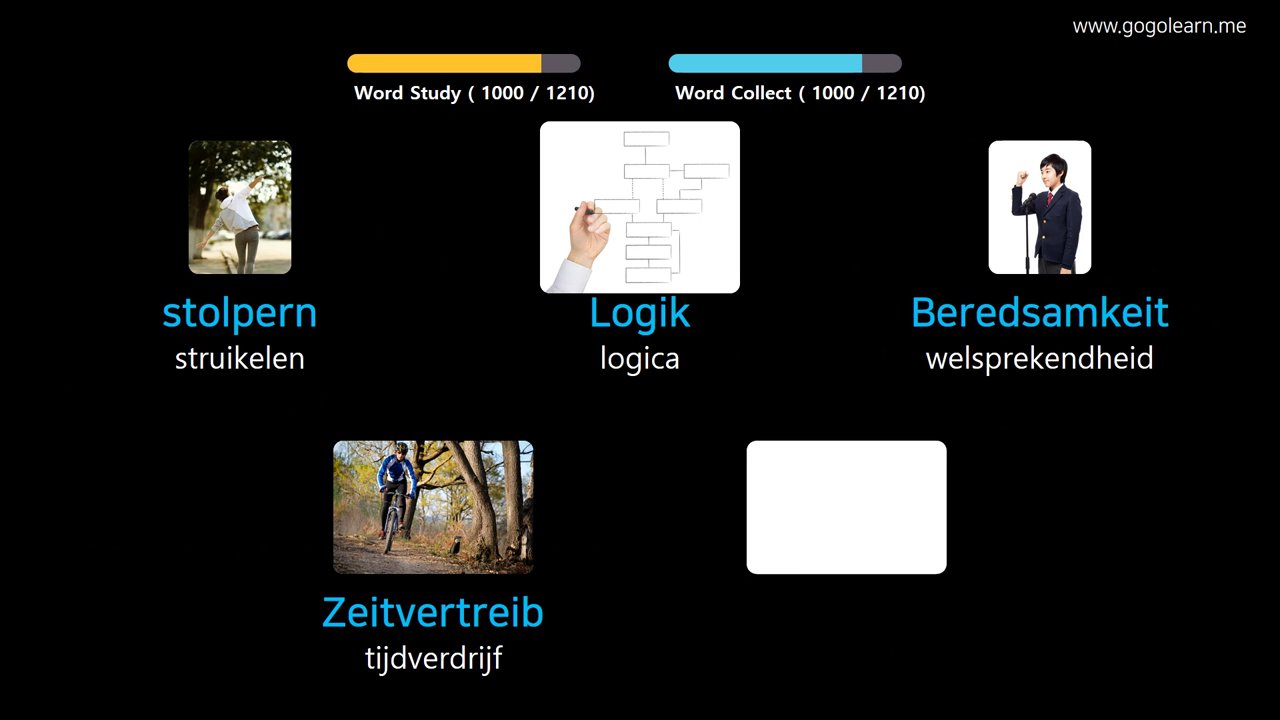 www.gogolearn.me
Word Study ( 1000 / 1210)
Word Collect ( 1000 / 1210)
stolpern
struikelen
Logik
logica
Beredsamkeit
welsprekendheid
Zeitvertreib
tijdverdrijf